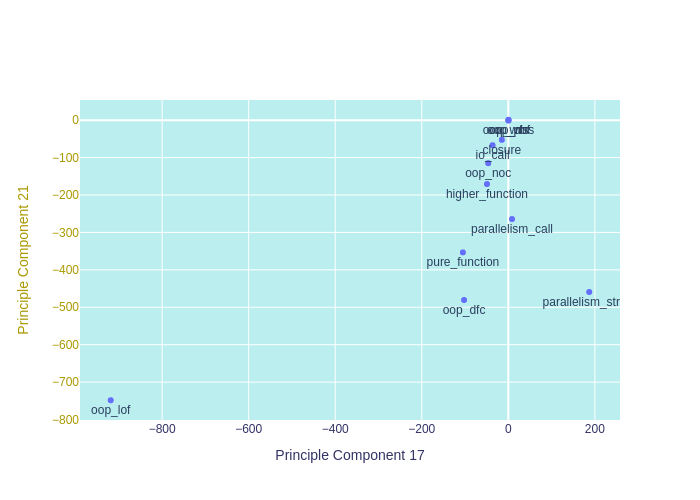 0
−100
−200
−300
−400
−500
−600
−700
−800
Principle Component 21
closure
io_call
oop_noc
higher_function
parallelism_call
pure_function
parallelism_str
oop_dfc
oop_lof
−800
−600
−400
−200
0
200
Principle Component 17